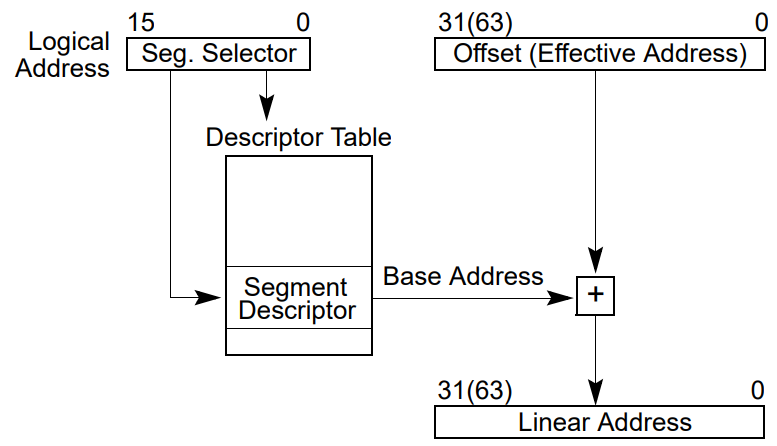 15 0
31(63) 0
Logical
Address
Seg. Selector
Offset (Effective Address)
Descriptor Table
Base Address
Segment
Descriptor
+
31(63) 0
Linear Address